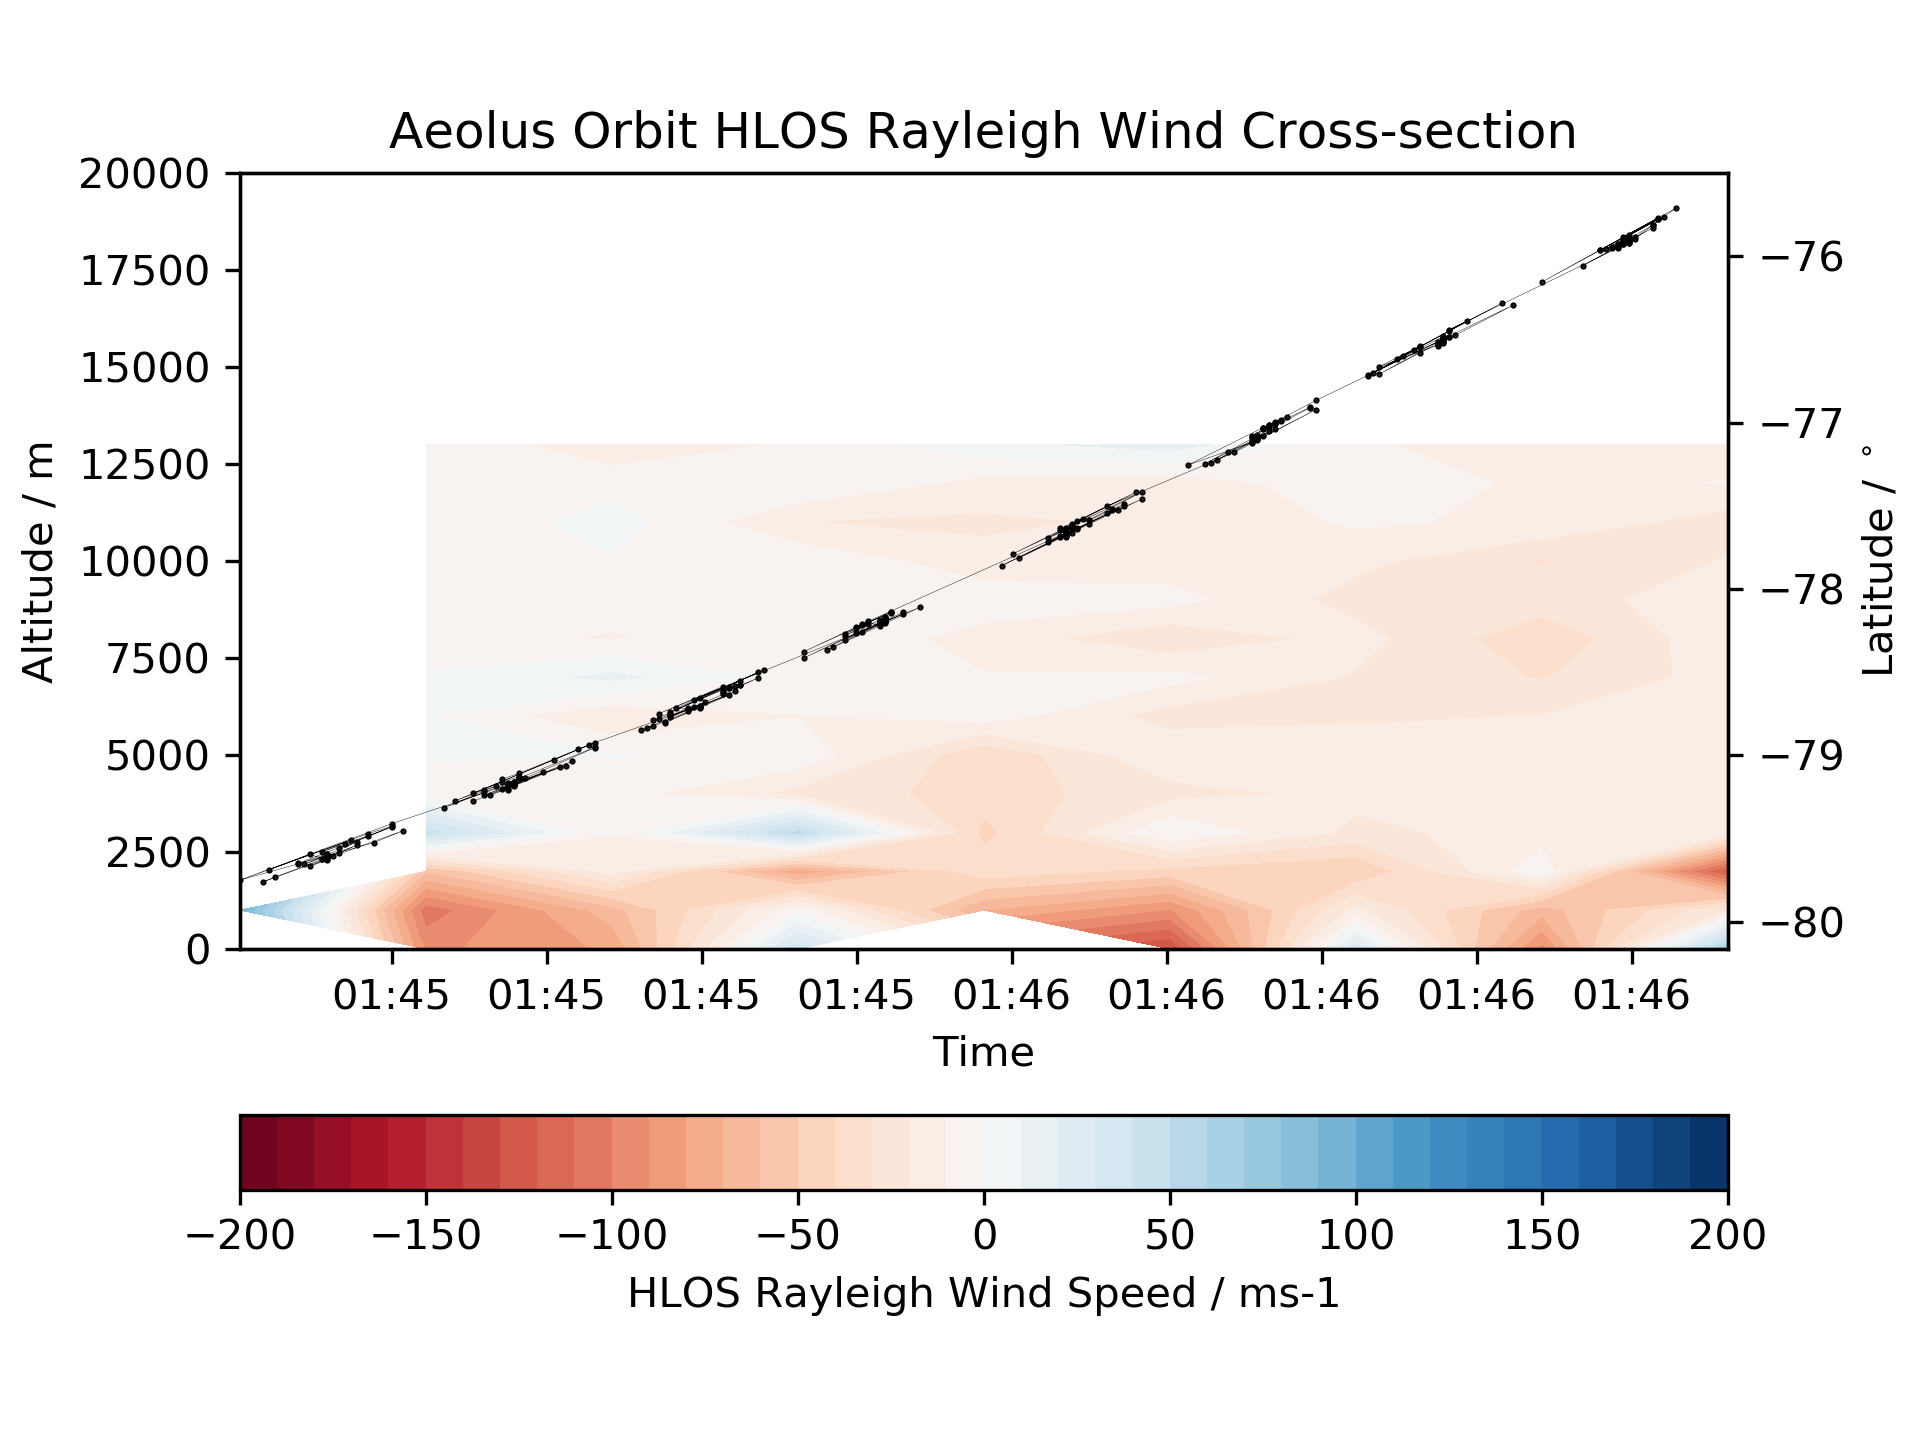 Aeolus Orbit HLOS Rayleigh Wind Cross-section
20000
17500
15000
12500
10000
7500
5000
2500
0
Altitude / m
−76
−77
−78
−79
−80
Latitude / °
01:45 01:45 01:45 01:45 01:46 01:46 01:46 01:46 01:46
Time
−200 −150 −100 −50 0 50 100 150 200
HLOS Rayleigh Wind Speed / ms-1